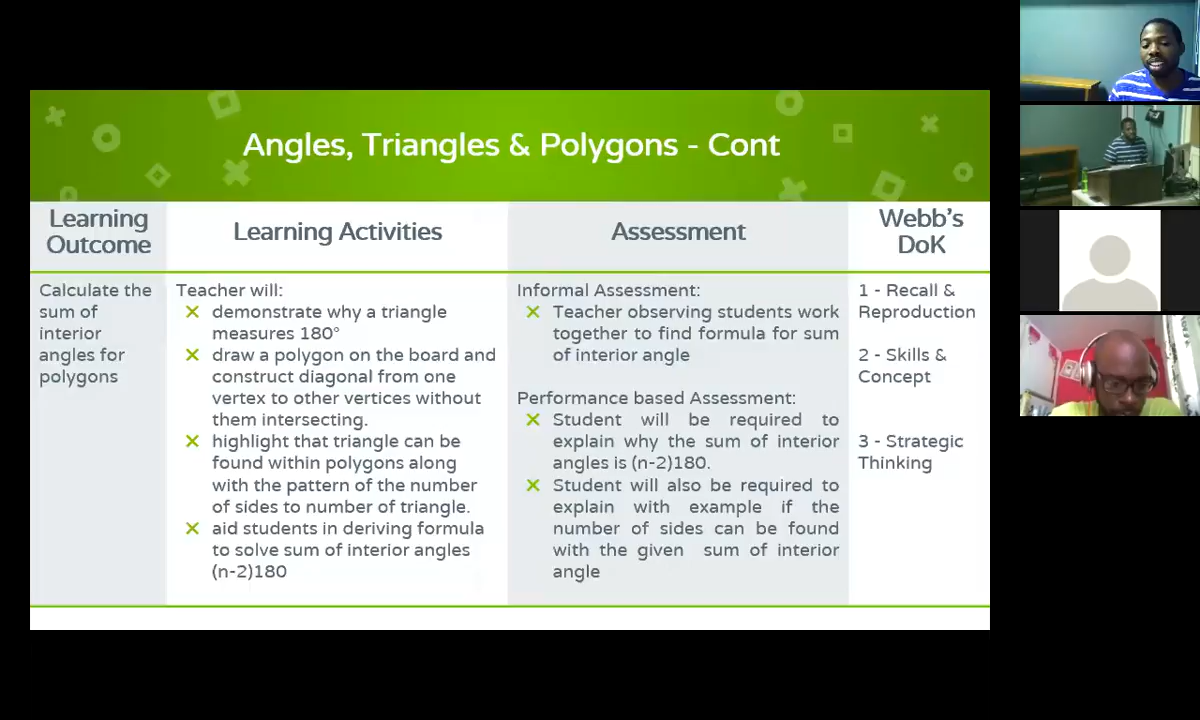 Angles, Triangles & Polygons - Cont
Learning
Outcome
Learning Activities
Assessment
Webb's
DoK
Calculate the
sum of
interior
angles for
polygons
Teacher will:
✕ demonstrate why a triangle
measures 180°
✕ draw a polygon on the board and
construct diagonal from one
vertex to other vertices without
them intersecting.
✕ highlight that triangle can be
found within polygons along
with the pattern of the number
of sides to number of triangle.
✕ aid students in deriving formula
to solve sum of interior angles
(n-2)180
Informal Assessment:
✕ Teacher observing students work
together to find formula for sum
of interior angle
Performance based Assessment:
✕ Student will be required to
explain why the sum of interior
angles is (n-2)180.
✕ Student will also be required to
explain with example if the
number of sides can be found
with the given sum of interior
angle
1 - Recall &
Reproduction
2 - Skills &
Concept
3 - Strategic
Thinking